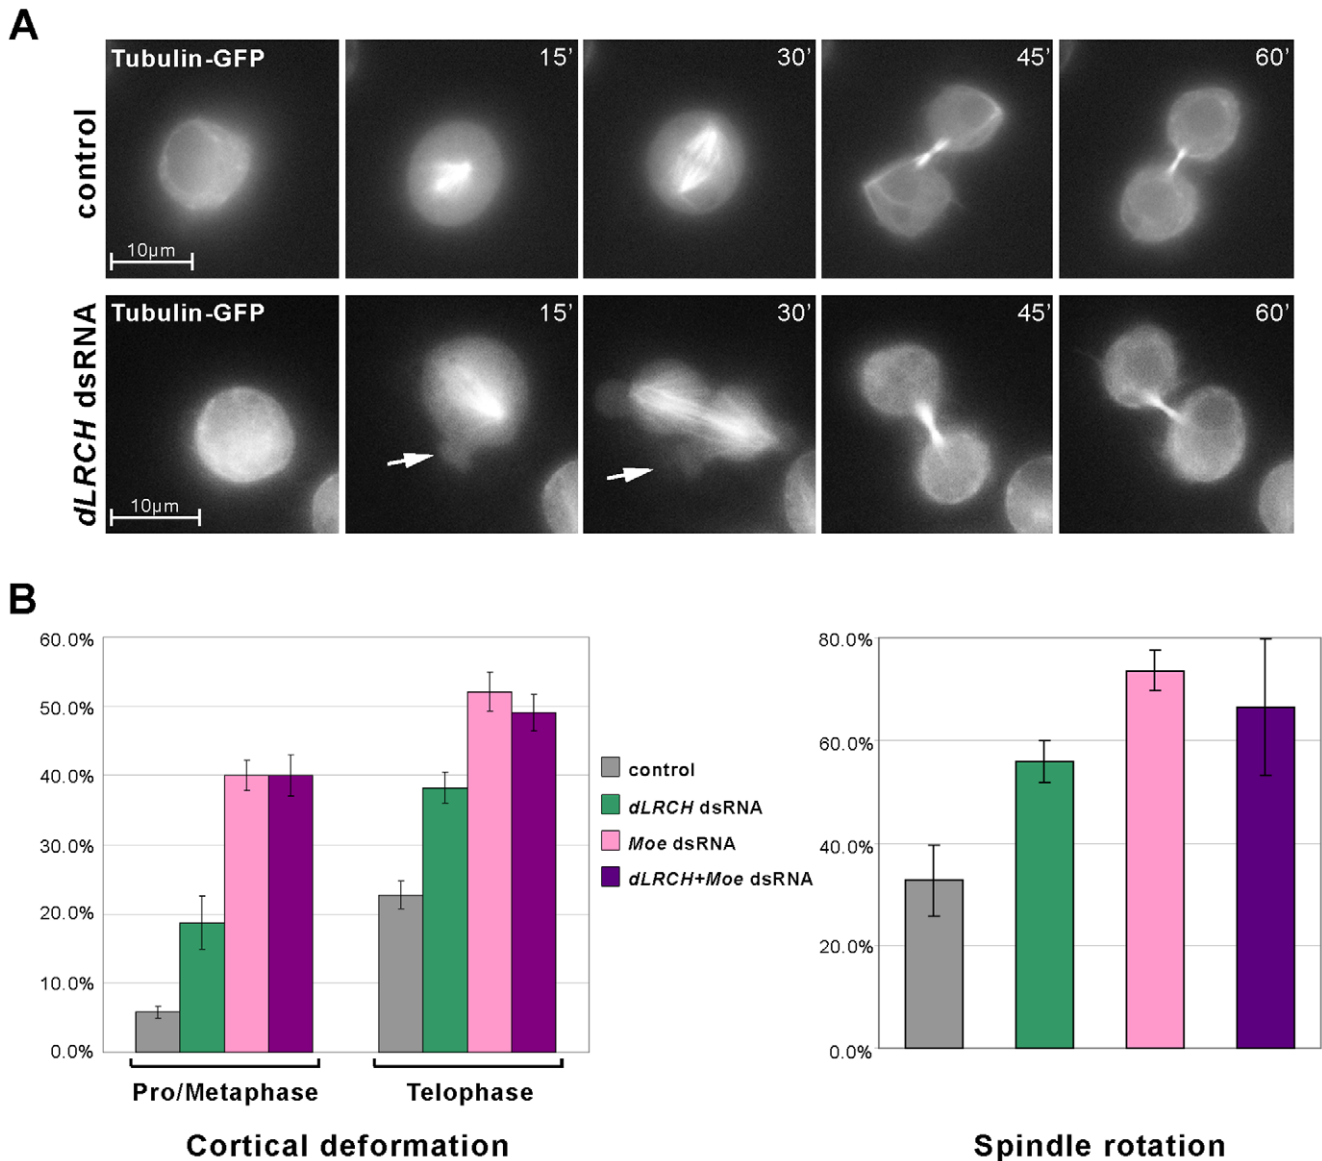 A
control
Tubulin-GFP
15'
30'
45'
60'
10µm
dLRCH dsRNA
Tubulin-GFP
15'
30'
45'
60'
10µm
B
60.0%
50.0%
40.0%
30.0%
20.0%
10.0%
0.0%
Pro/Metaphase
Telophase
Cortical deformation
control
dLRCH dsRNA
Moe dsRNA
dLRCH+Moe dsRNA
80.0%
60.0%
40.0%
20.0%
0.0%
Spindle rotation